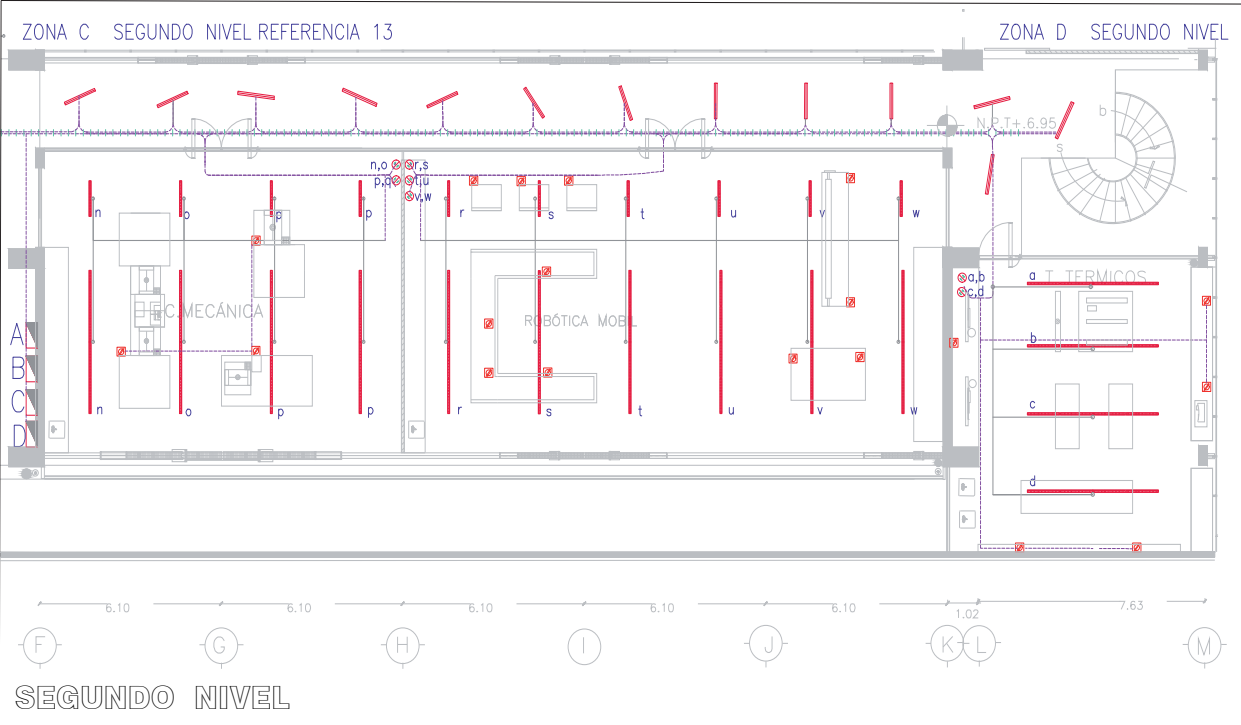 ZONA C SEGUNDO NIVEL REFERENCIA 13
ZONA D SEGUNDO NIVEL
b
N.P.T+.6.95
s
n,o r,s
p,q t,u
v,w
n o p p r s t u v w
a,b
c,d
a
T. TERMICOS
C.MECÁNICA
ROBÓTICA MOBIL
A
B
C
D
b
c
n o p p r s t u v w
d
6.10 6.10 6.10 6.10 6.10 1.02 7.63
F G H I J K L M
SEGUNDO NIVEL